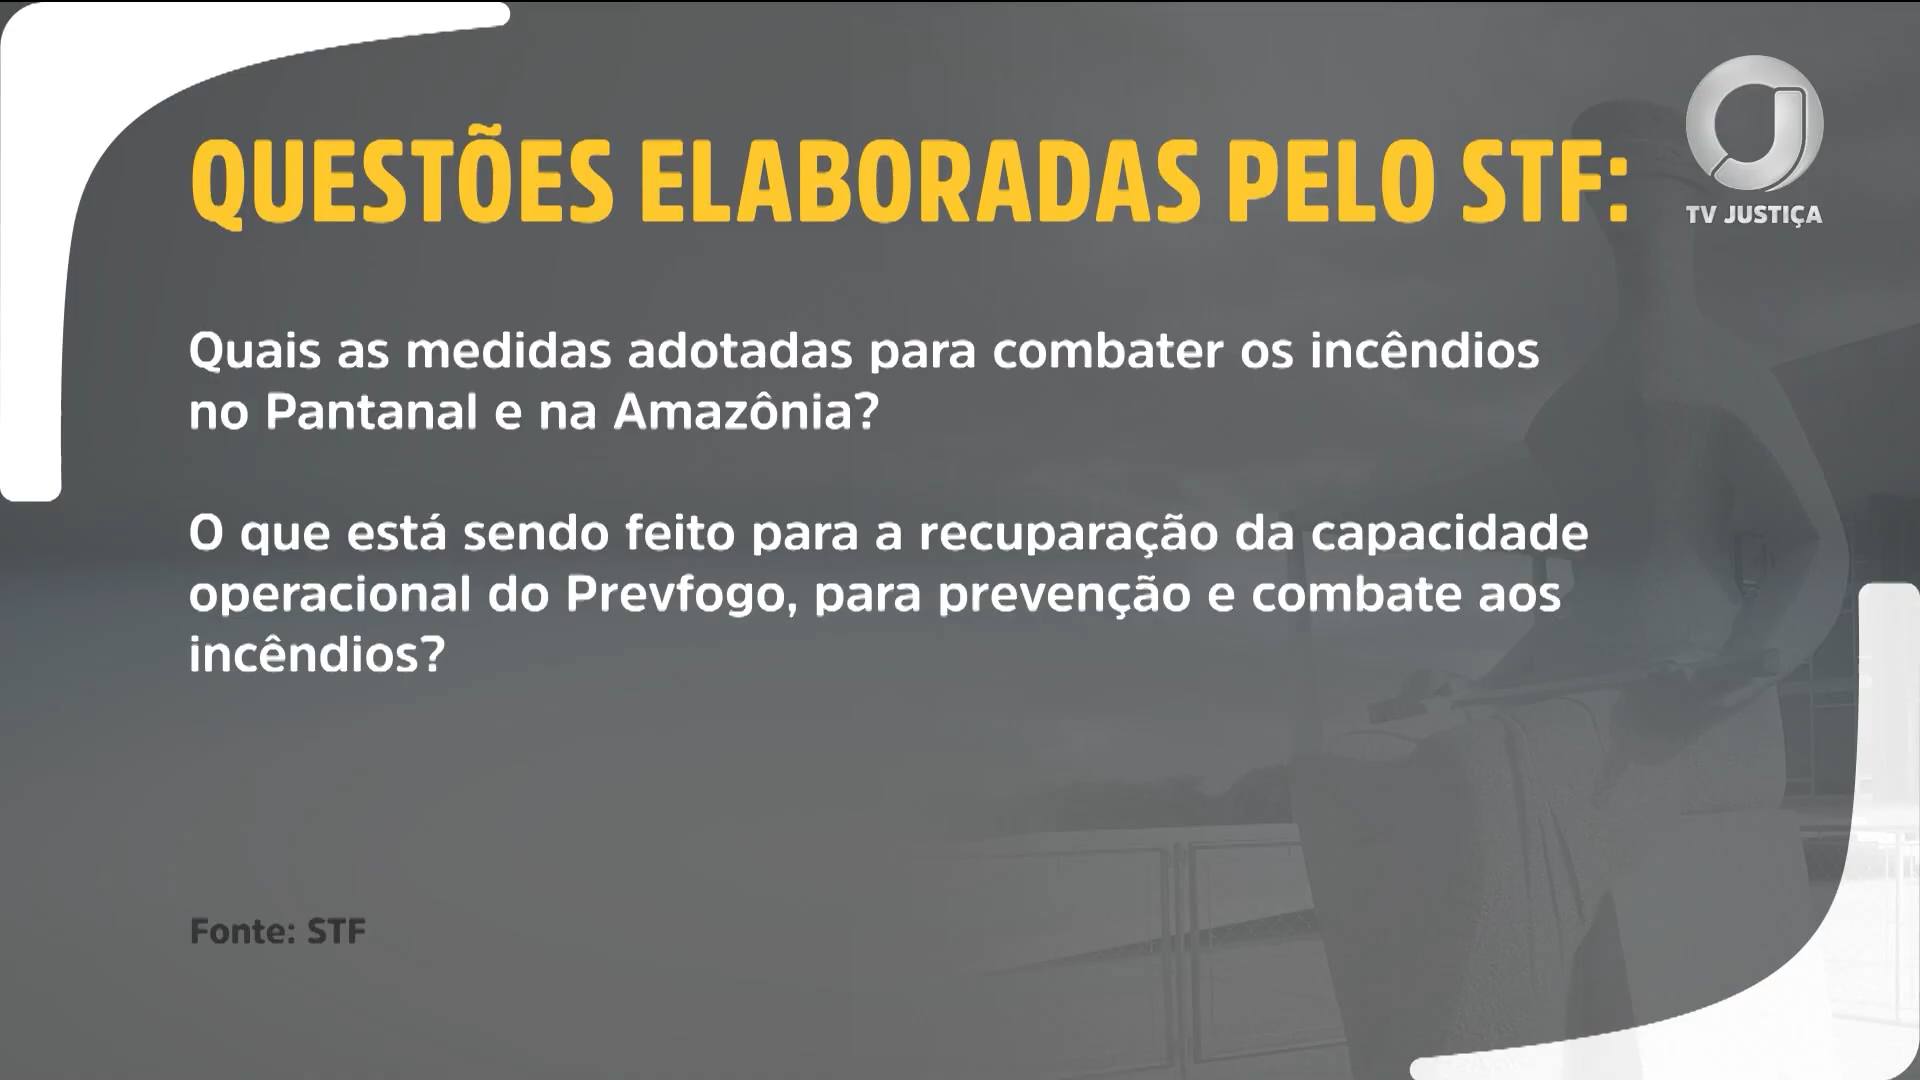 QUESTÕES ELABORADAS PELO STF:
TV JUSTIÇA
Quais as medidas adotadas para combater os incêndios
no Pantanal e na Amazônia?
O que está sendo feito para a recuparação da capacidade
operacional do Prevfogo, para prevenção e combate aos
incêndios?
Fonte: STF